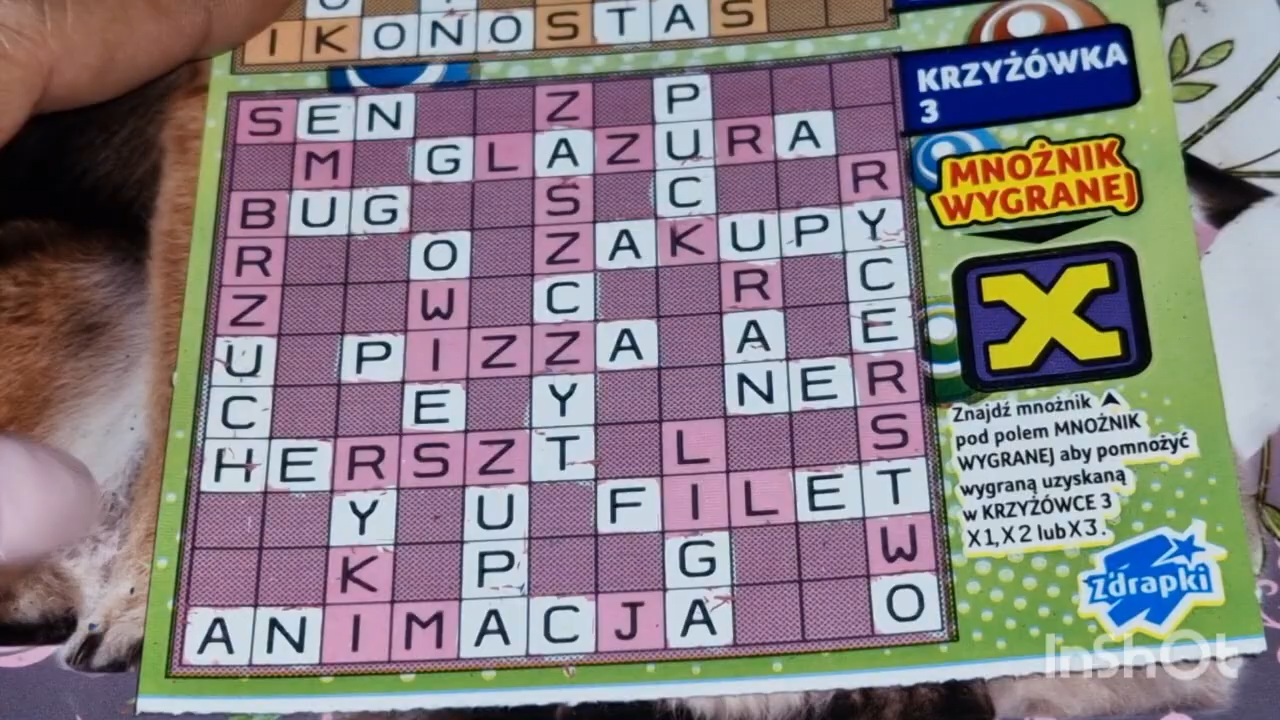 IKONOSTAS
SEN Z P
M GLAZURA
BUG S C R
R O ZAKUPY
Z W C R C
U PIZZA A E
C E Y NER
HERSZT L S
Y U FILET
K P G W
ANIMACJA O
KRZYŻÓWKA
3
MNOŻNIK
WYGRANEJ
X
Znajdź mnożnik
pod polem MNOŻNIK
WYGRANEJ aby pomnożyć
wygraną uzyskaną
w KRZYŻÓWCE 3
X1, X2 lub X3.
Zdrapki
InShOt